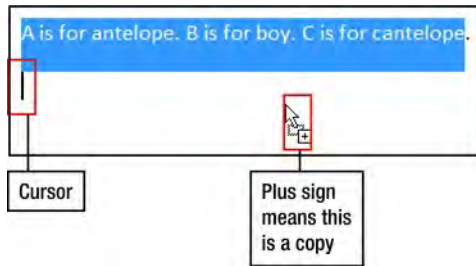 A is for antelope. B is for boy. C is for cantelope.
Cursor
Plus sign
means this
is a copy